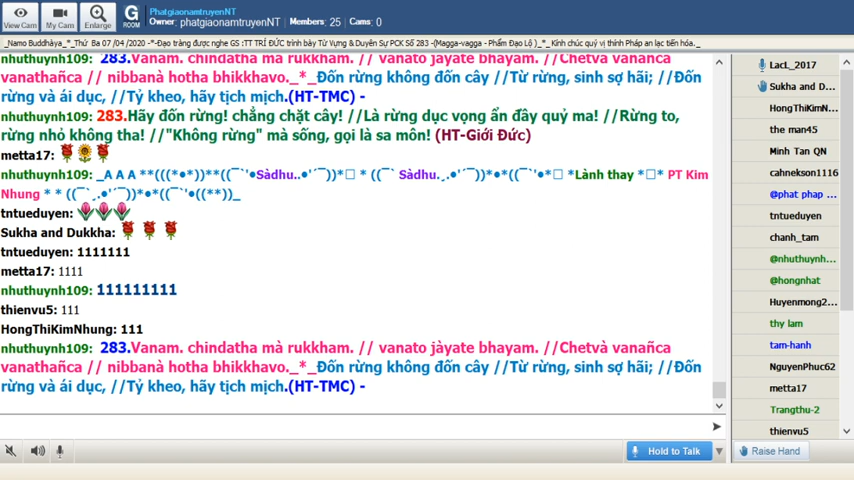 View Cam
My Cam
Enlarge
G
ROOM
PhatgiaonamtruyenNT
Owner: phatgiaonamtruyenNT | Members: 25 | Cams: 0
_Namo Buddhàya_*_Thứ Ba 07 /04 /2020 -*-Đạo tràng được nghe GS :TT TRÍ ĐỨC trình bày Từ Vựng & Duyên Sự PCK Số 283 -(Magga-vagga - Phẩm Đạo Lộ )_*_ Kính chúc quý vị thính Pháp an lạc tiến hóa._
nhuthuynh109: 283.Vanam. chindatha mà rukkham. // vanato jàyate bhayam. //Chetvà vanañca
vanathañca // nibbanà hotha bhikkhavo._*_Đốn rừng không đốn cây //Từ rừng, sinh sợ hãi; //Đốn
rừng và ái dục, //Tỷ kheo, hãy tịch mịch.(HT-TMC) -
nhuthuynh109: 283.Hãy đốn rừng! chẳng chặt cây! //Là rừng dục vọng ẩn đây quỷ ma! //Rừng to,
rừng nhỏ không tha! //"Không rừng" mà sống, gọi là sa môn! (HT-Giới Đức)
metta17:
nhuthuynh109: _A A A **(((*•*))**((¯`'•Sàdhu..•'´¯))*□ * ((¯` Sàdhu.¸.•'´¯))*•*((¯`'•*□ *Lành thay *□* PT Kim
Nhung * * ((¯`¸.•'´¯))*•*((¯`'•((**))_
tntueduyen:
Sukha and Dukkha:
tntueduyen: 1111111
metta17: 1111
nhuthuynh109: 111111111
thienvu5: 111
HongThiKimNhung: 111
nhuthuynh109: 283.Vanam. chindatha mà rukkham. // vanato jàyate bhayam. //Chetvà vanañca
vanathañca // nibbanà hotha bhikkhavo._*_Đốn rừng không đốn cây //Từ rừng, sinh sợ hãi; //Đốn
rừng và ái dục, //Tỷ kheo, hãy tịch mịch.(HT-TMC) -
LacL_2017
Sukha and D...
HongThiKimN...
the man45
Minh Tan QN
cahnekson1116
@phat phap ...
tntueduyen
chanh_tam
@nhuthuynh...
@hongnhat
Huyenmong2...
thy lam
tam-hanh
NguyenPhuc62
metta17
Trangthu-2
thienvu5
Hold to Talk
Raise Hand